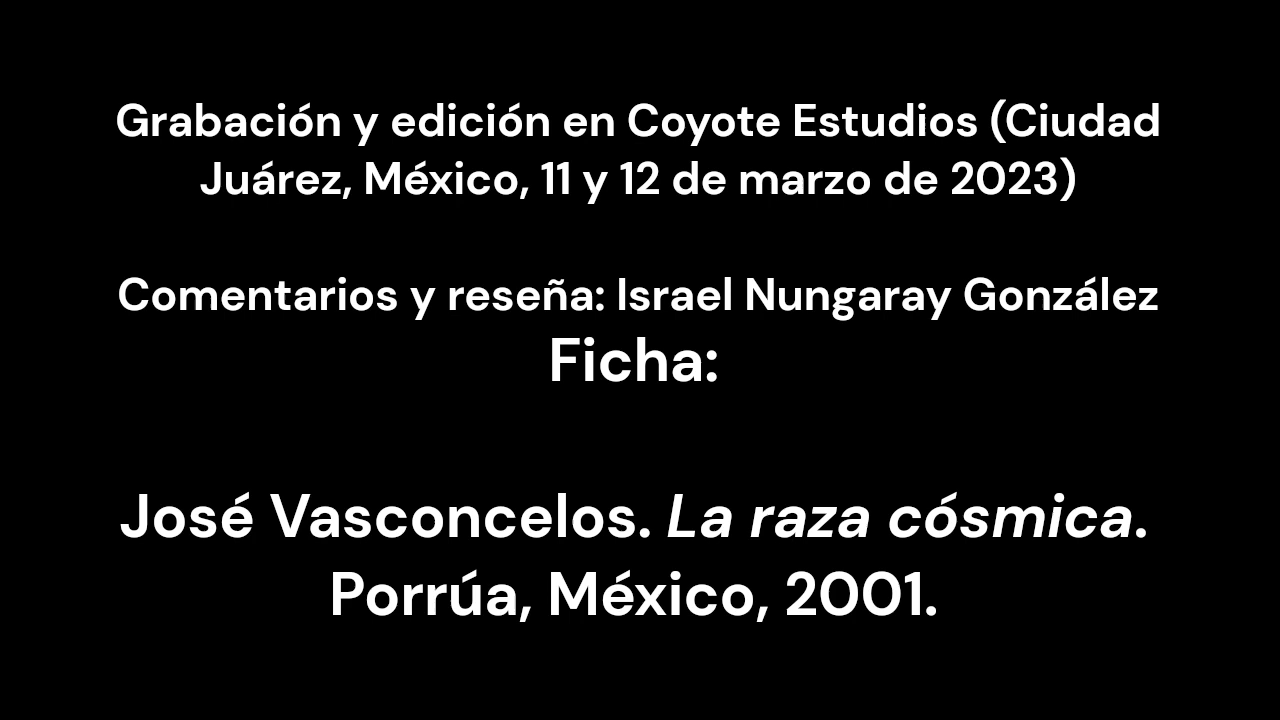 Grabación y edición en Coyote Estudios (Ciudad
Juárez, México, 11 y 12 de marzo de 2023)
Comentarios y reseña: Israel Nungaray González
Ficha:
José Vasconcelos. La raza cósmica.
Porrúa, México, 2001.